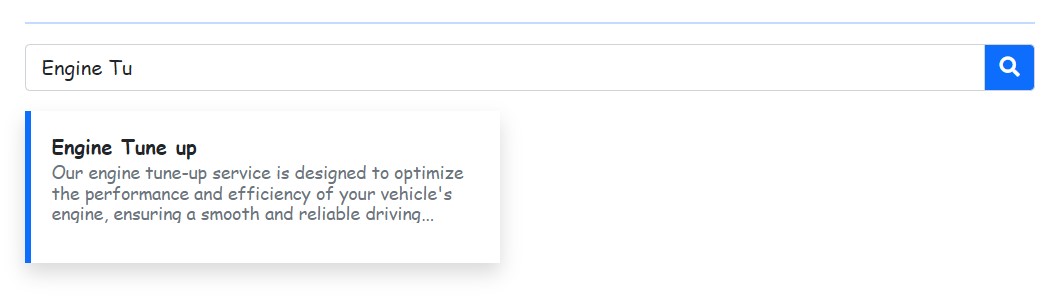 Engine Tu
Engine Tune up
Our engine tune-up service is designed to optimize
the performance and efficiency of your vehicle's
engine, ensuring a smooth and reliable driving...